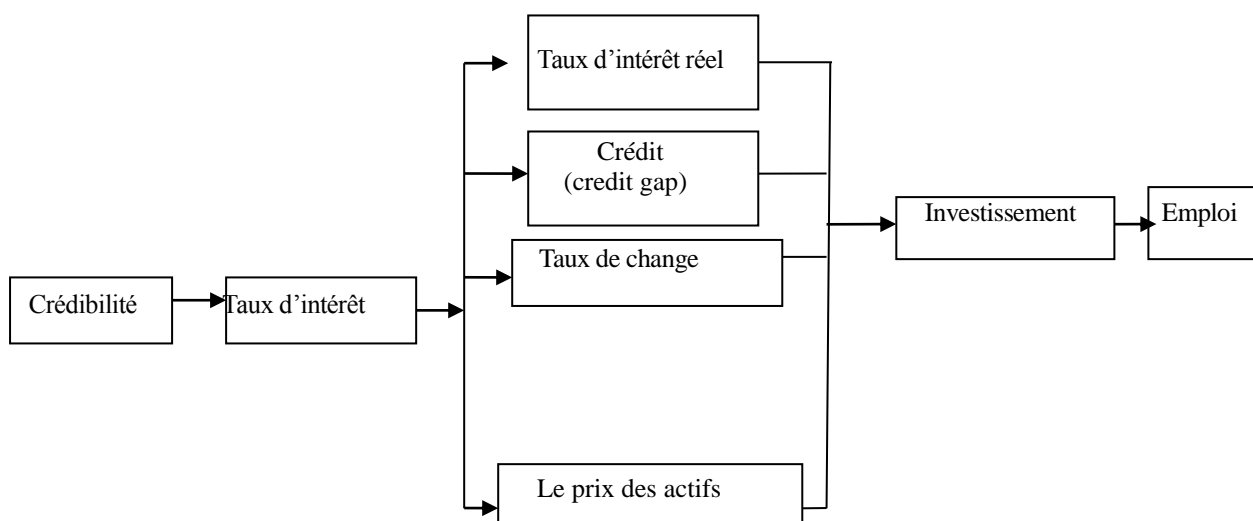 Taux d’intérêt réel
Crédit
(credit gap)
Investissement
Emploi
Taux de change
Crédibilité
Taux d’intérêt
Le prix des actifs